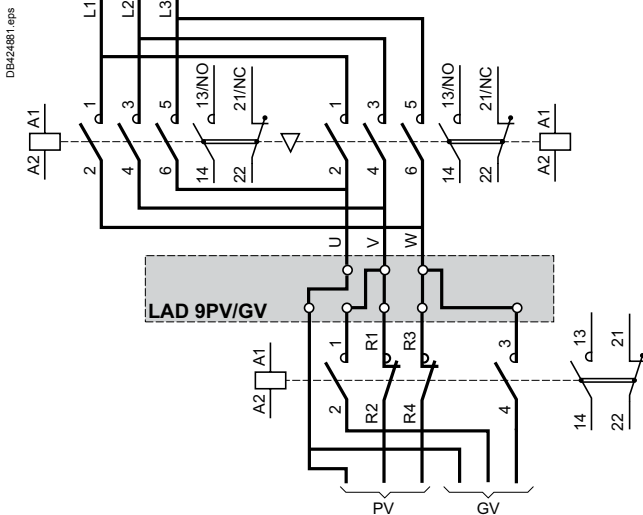 DB424881.eps
L1 L2 L3
A1 1 3 5 13/NO 21/NC 1 3 5 13/NO 21/NC A1
A2 2 4 6 14 22 2 4 6 14 22 A2
U V W
LAD 9PV/GV
A1 1 R1 R3 3 13 21
A2 2 R2 R4 4 14 22
PV GV